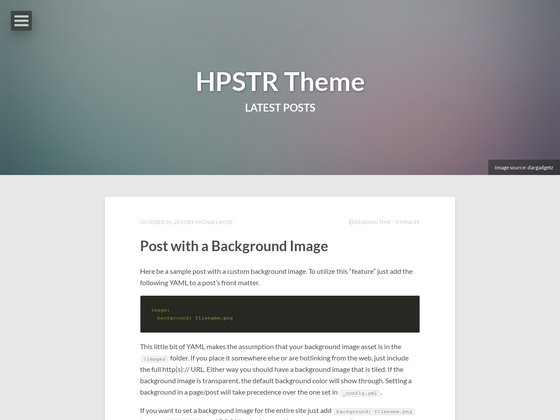 HPSTR Theme
LATEST POSTS
Image source: dargadgetz
OCTOBER 26, 2013 BY MICHAEL ROSE
READING TIME ~1 MINUTE
Post with a Background Image
Here be a sample post with a custom background image. To utilize this "feature" just add the
following YAML to a post's front matter.
image:
background: filename.png
This little bit of YAML makes the assumption that your background image asset is in the
/images folder. If you place it somewhere else or are hotlinking from the web, just include
the full http(s):// URL. Either way you should have a background image that is tiled. If the
background image is transparent, the default background color will show through. Setting a
background in a page/post will take precedence over the one set in _config.yml .
If you want to set a background image for the entire site just add background: filename.png